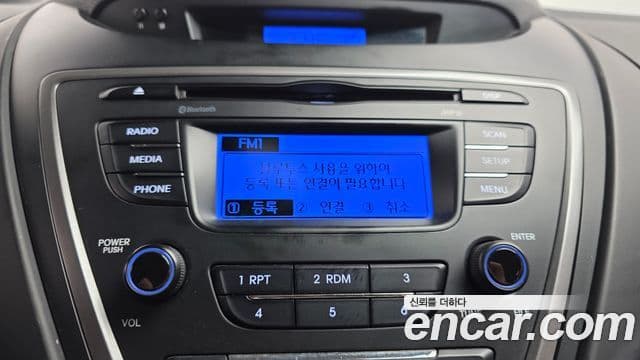 Bluetooth
DISP
RADIO
MEDIA
PHONE
FM1
블루투스 사용을 위하여
등록 또는 연결이 필요합니다
① 등록 ② 연결 ③ 취소
SCAN
SETUP
MENU
POWER
PUSH
VOL
ENTER
1 RPT
2 RDM
3
4
5
6
신뢰를 더하다
encar.com